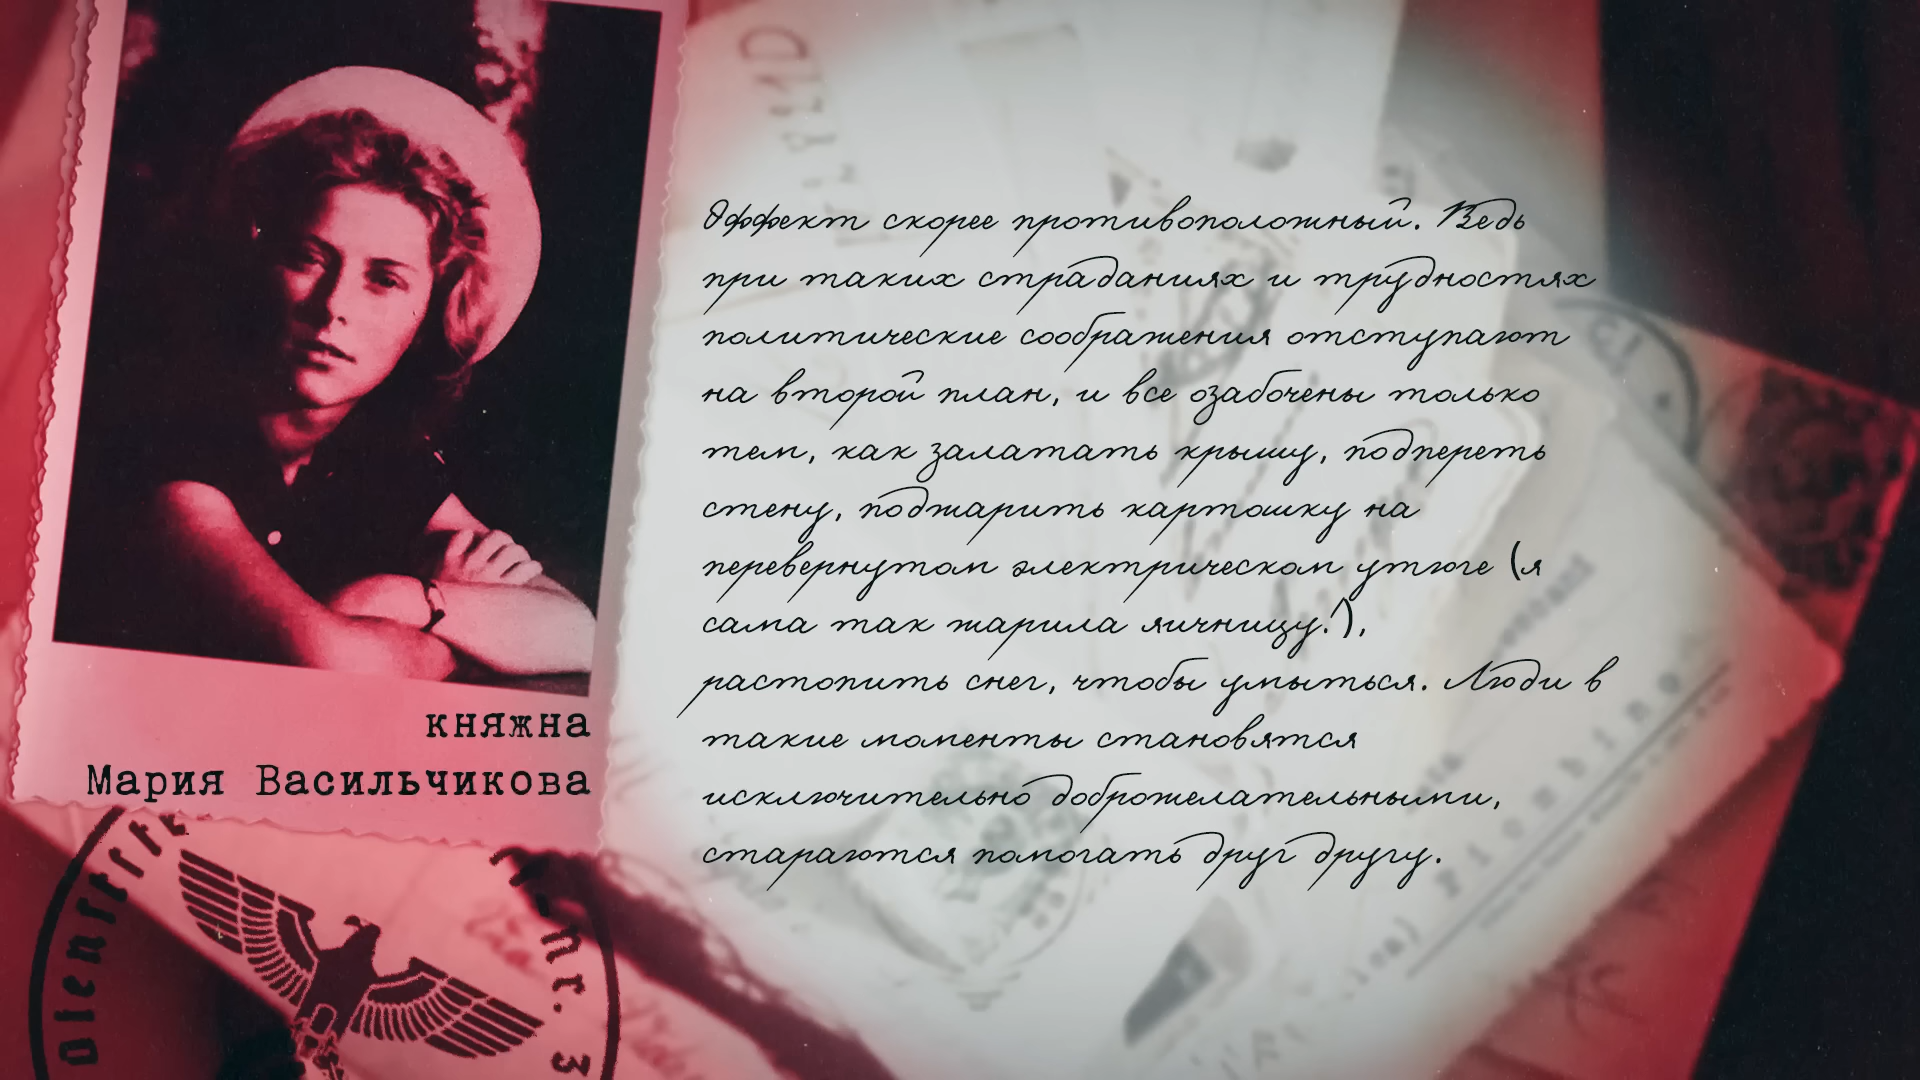 Эффект скорее противоположный. Ведь
при таких страданиях и трудностях
политические соображения отступают
на второй план, и все озабочены только
тем, как залатать крышу, подпереть
стену, поджарить картошку на
перевернутом электрическом утюге (я
сама так жарила яичницу!),
растопить снег, чтобы умыться. Люди в
такие моменты становятся
исключительно доброжелательными,
стараются помогать друг другу.
княжна
Мария Васильчикова